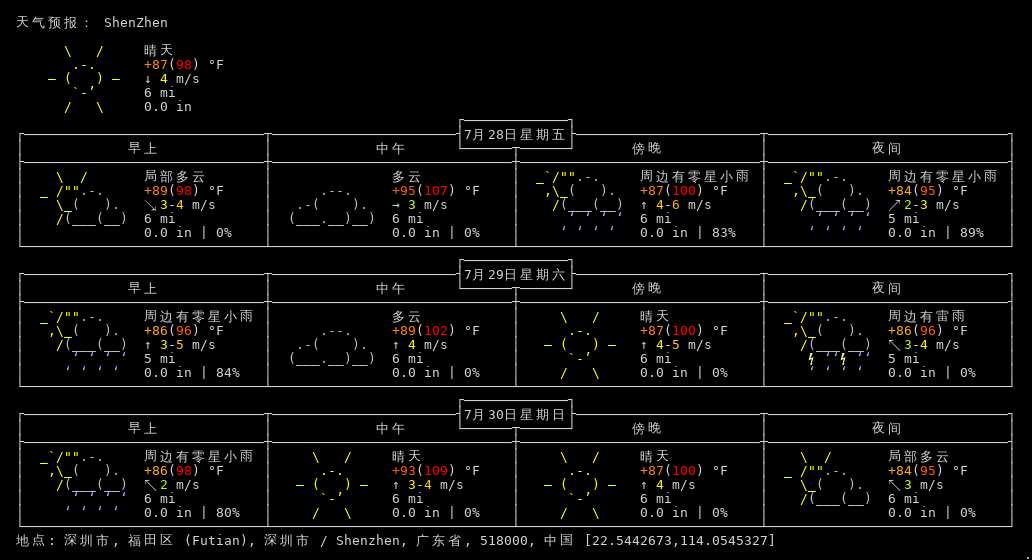 天气预报： ShenZhen
晴天
+87(98) °F
↓ 4 m/s
6 mi
0.0 in
7月28日星期五
早上 中午 傍晚 夜间
局部多云 多云 周边有零星小雨 周边有零星小雨
+89(98) °F +95(107) °F +87(100) °F +84(95) °F
↘ 3-4 m/s → 3 m/s ↑ 4-6 m/s ↗ 2-3 m/s
6 mi 6 mi 6 mi 5 mi
0.0 in | 0% 0.0 in | 0% 0.0 in | 83% 0.0 in | 89%
7月29日星期六
早上 中午 傍晚 夜间
周边有零星小雨 多云 晴天 周边有雷雨
+86(96) °F +89(102) °F +87(100) °F +86(96) °F
↑ 3-5 m/s ↑ 4 m/s ↑ 4-5 m/s ↖ 3-4 m/s
5 mi 6 mi 6 mi 5 mi
0.0 in | 84% 0.0 in | 0% 0.0 in | 0% 0.0 in | 0%
7月30日星期日
早上 中午 傍晚 夜间
周边有零星小雨 晴天 晴天 局部多云
+86(98) °F +93(109) °F +87(100) °F +84(95) °F
↖ 2 m/s ↑ 3-4 m/s ↑ 4 m/s ↖ 3 m/s
6 mi 6 mi 6 mi 6 mi
0.0 in | 80% 0.0 in | 0% 0.0 in | 0% 0.0 in | 0%
地点: 深圳市, 福田区 (Futian), 深圳市 / Shenzhen, 广东省, 518000, 中国 [22.5442673,114.0545327]